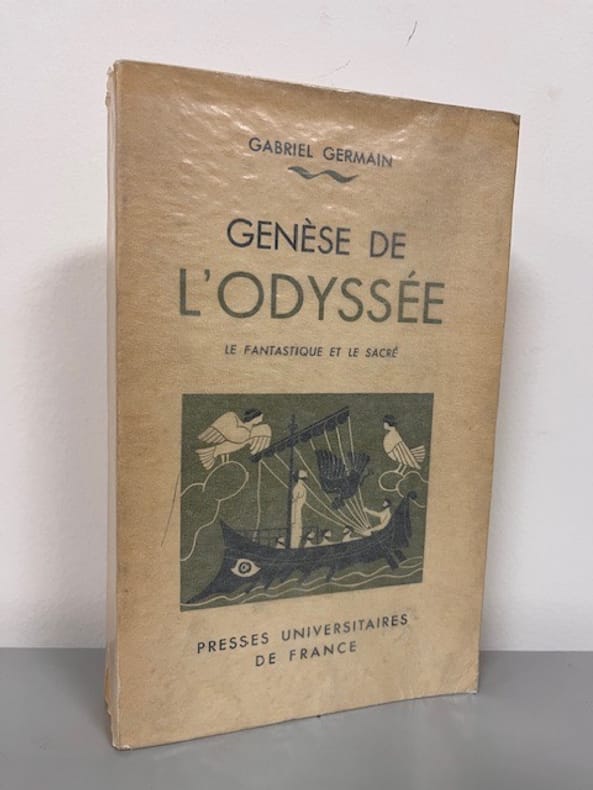 GABRIEL GERMAIN
GENÈSE DE
L'ODYSSÉE
LE FANTASTIQUE ET LE SACRÉ
PRESSES UNIVERSITAIRES
DE FRANCE